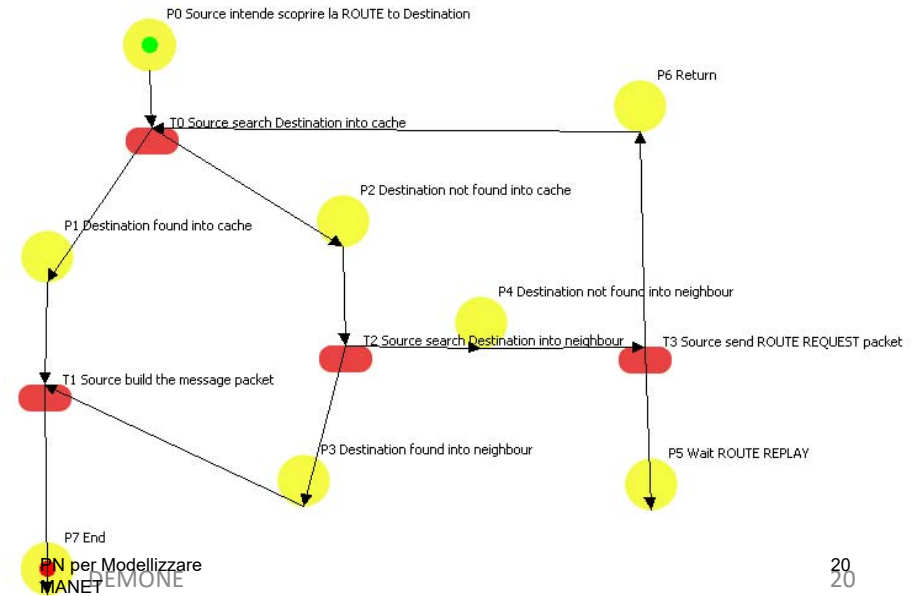 P0 Source intende scoprire la ROUTE to Destination
P6 Return
T0 Source search Destination into cache
P2 Destination not found into cache
P1 Destination found into cache
P4 Destination not found into neighbour
T2 Source search Destination into neighbour
T3 Source send ROUTE REQUEST packet
T1 Source build the message packet
P3 Destination found into neighbour
P5 Wait ROUTE REPLAY
P7 End
PN per Modellizzare
MANET
DEMONE
20
20